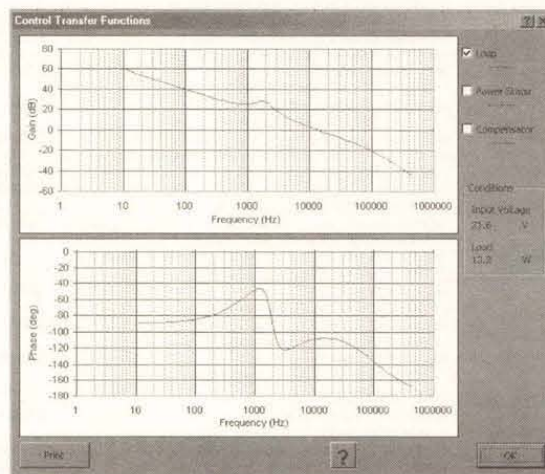 Control Transfer Functions
80
60
40
20
0
-20
-40
-60
Gain (dB)
1 10 100 1000 10000 100000 1000000
Frequency (Hz)
0
-20
-40
-60
-80
-100
-120
-140
-160
-180
Phase (deg)
1 10 100 1000 10000 100000 1000000
Frequency (Hz)
Loop
Power Stage
Compensator
Conditions
Input Voltage
V
Load
W
Print
?
OK